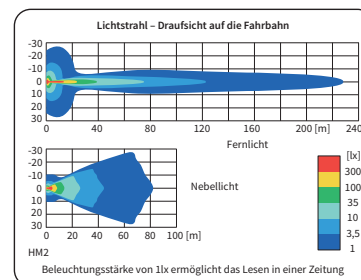 Lichtstrahl – Draufsicht auf die Fahrbahn
-30
-20
-10
0
10
20
30
0 20 40 80 120 160 200 [m] 240
Fernlicht
-30
-20
-10
0
10
20
30
0 20 40 60 80 100 [m]
Nebellicht
[lx]
300
100
35
10
3,5
1
HM2
Beleuchtungsstärke von 1lx ermöglicht das Lesen in einer Zeitung